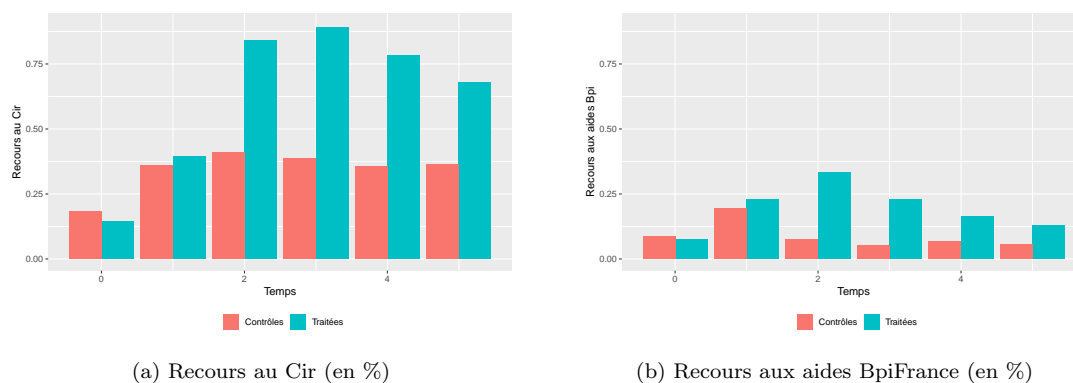 Recours au Cir
0.75
0.50
0.25
0.00
0 2 4
Temps
Contrôles Traitées
(a) Recours au Cir (en %)
Recours aux aides Bpi
0.75
0.50
0.25
0.00
0 2 4
Temps
Contrôles Traitées
(b) Recours aux aides BpiFrance (en %)